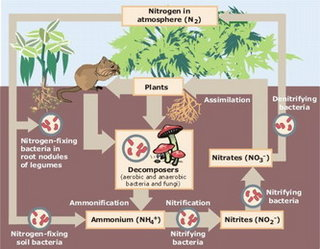 Nitrogen in
atmosphere (N₂)
Plants
Assimilation
Denitrifying
bacteria
Nitrogen-fixing
bacteria in
root nodules
of legumes
Decomposers
(aerobic and anaerobic
bacteria and fungi)
Nitrates (NO₃⁻)
Ammonification
Nitrification
Nitrifying
bacteria
Nitrogen-fixing
soil bacteria
Ammonium (NH₄⁺)
Nitrifying
bacteria
Nitrites (NO₂⁻)